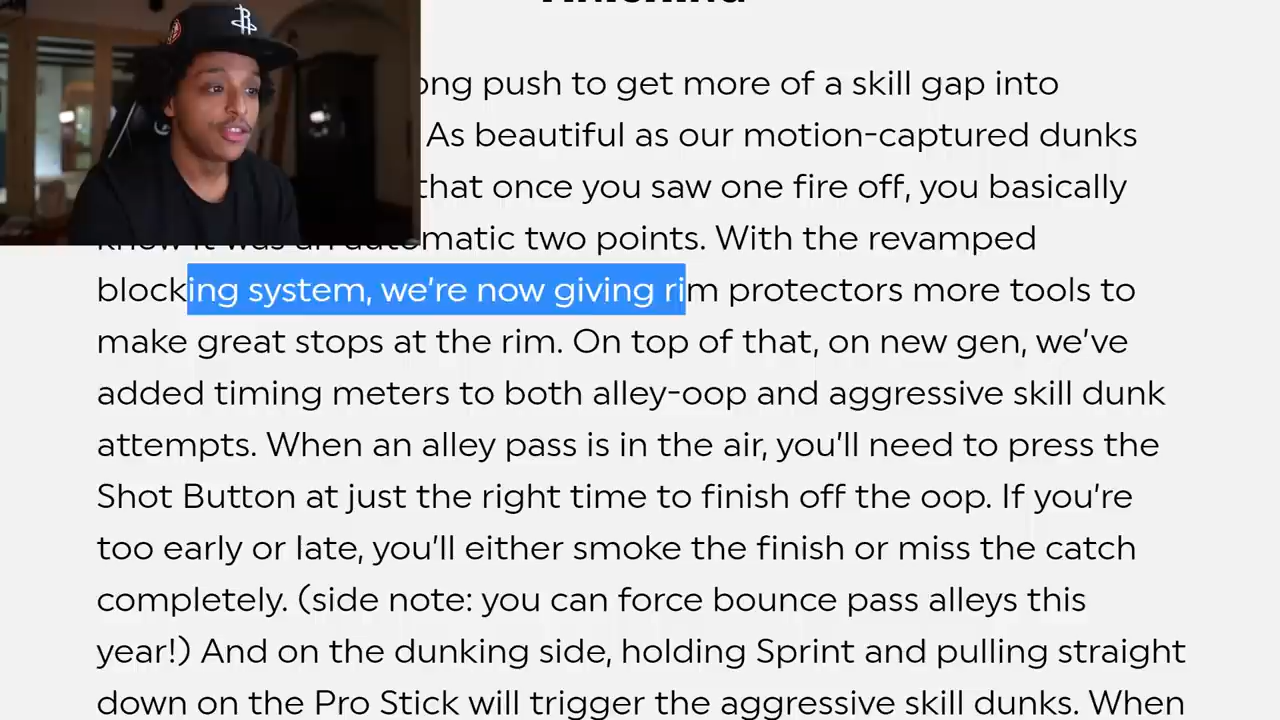 ong push to get more of a skill gap into
As beautiful as our motion-captured dunks
that once you saw one fire off, you basically
knew it was an automatic two points. With the revamped
blocking system, we're now giving rim protectors more tools to
make great stops at the rim. On top of that, on new gen, we've
added timing meters to both alley-oop and aggressive skill dunk
attempts. When an alley pass is in the air, you'll need to press the
Shot Button at just the right time to finish off the oop. If you're
too early or late, you'll either smoke the finish or miss the catch
completely. (side note: you can force bounce pass alleys this
year!) And on the dunking side, holding Sprint and pulling straight
down on the Pro Stick will trigger the aggressive skill dunks. When